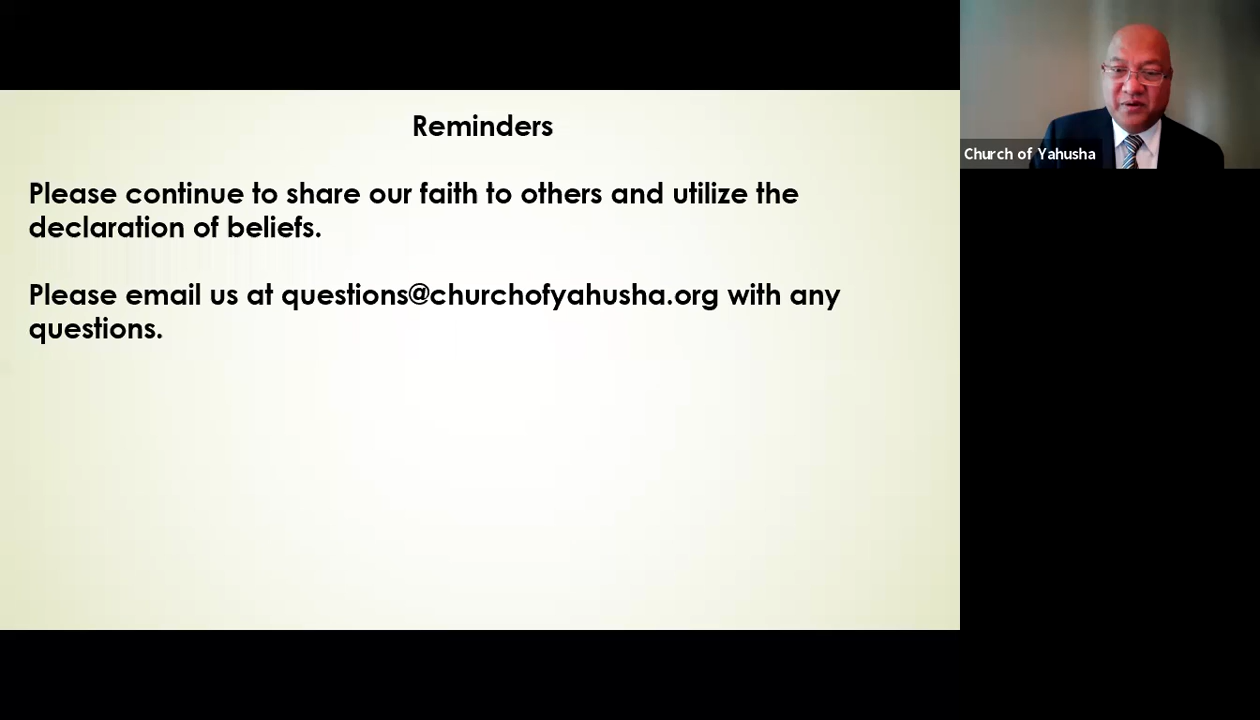 Reminders
Please continue to share our faith to others and utilize the
declaration of beliefs.
Please email us at questions@churchofyahusha.org with any
questions.
Church of Yahusha